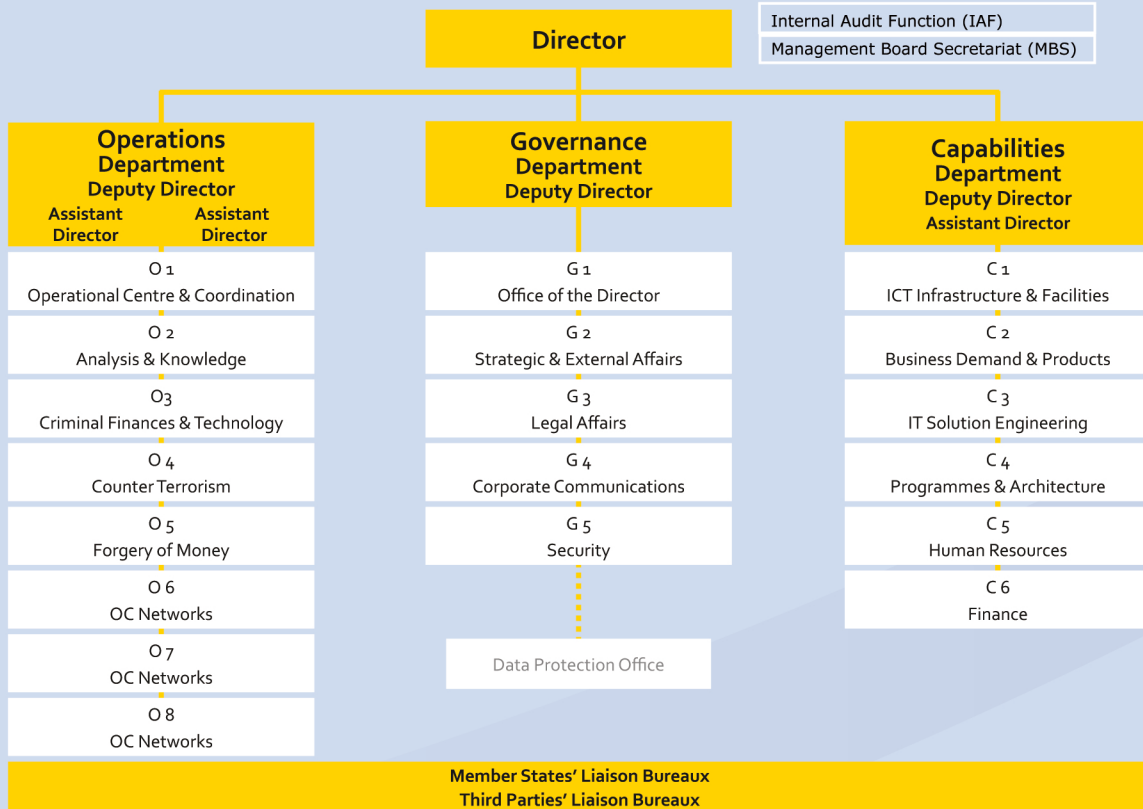 Director
Internal Audit Function (IAF)
Management Board Secretariat (MBS)
Operations
Department
Deputy Director
Assistant Director
Assistant Director
O 1
Operational Centre & Coordination
O 2
Analysis & Knowledge
O3
Criminal Finances & Technology
O 4
Counter Terrorism
O 5
Forgery of Money
O 6
OC Networks
O 7
OC Networks
O 8
OC Networks
Governance
Department
Deputy Director
G 1
Office of the Director
G 2
Strategic & External Affairs
G 3
Legal Affairs
G 4
Corporate Communications
G 5
Security
Data Protection Office
Capabilities
Department
Deputy Director
Assistant Director
C 1
ICT Infrastructure & Facilities
C 2
Business Demand & Products
C 3
IT Solution Engineering
C 4
Programmes & Architecture
C 5
Human Resources
C 6
Finance
Member States’ Liaison Bureaux
Third Parties’ Liaison Bureaux